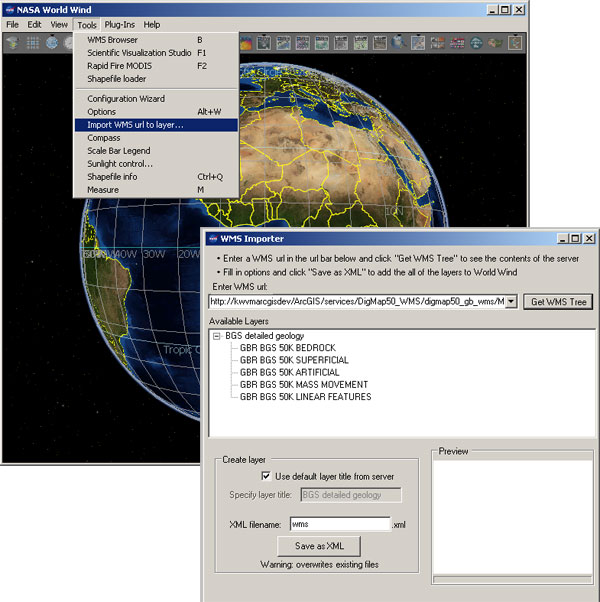 NASA World Wind
File Edit View Tools Plug-Ins Help
WMS Browser B
Scientific Visualization Studio F1
Rapid Fire MODIS F2
Shapefile loader
Configuration Wizard
Options Alt+W
Import WMS url to layer...
Compass
Scale Bar Legend
Sunlight control...
Shapefile info Ctrl+Q
Measure M
40W 30W
Tropic
WMS Importer
• Enter a WMS url in the url bar below and click "Get WMS Tree" to see the contents of the server
• Fill in options and click "Save as XML" to add the all of the layers to World Wind
Enter WMS url:
http://kwvmarcgisdev/ArcGIS/services/DigMap50_WMS/digmap50_gb_wms/M Get WMS Tree
Available Layers
BGS detailed geology
GBR BGS 50K BEDROCK
GBR BGS 50K SUPERFICIAL
GBR BGS 50K ARTIFICIAL
GBR BGS 50K MASS MOVEMENT
GBR BGS 50K LINEAR FEATURES
Create layer
Use default layer title from server
Specify layer title: BGS detailed geology
XML filename: wms .xml
Save as XML
Warning: overwrites existing files
Preview